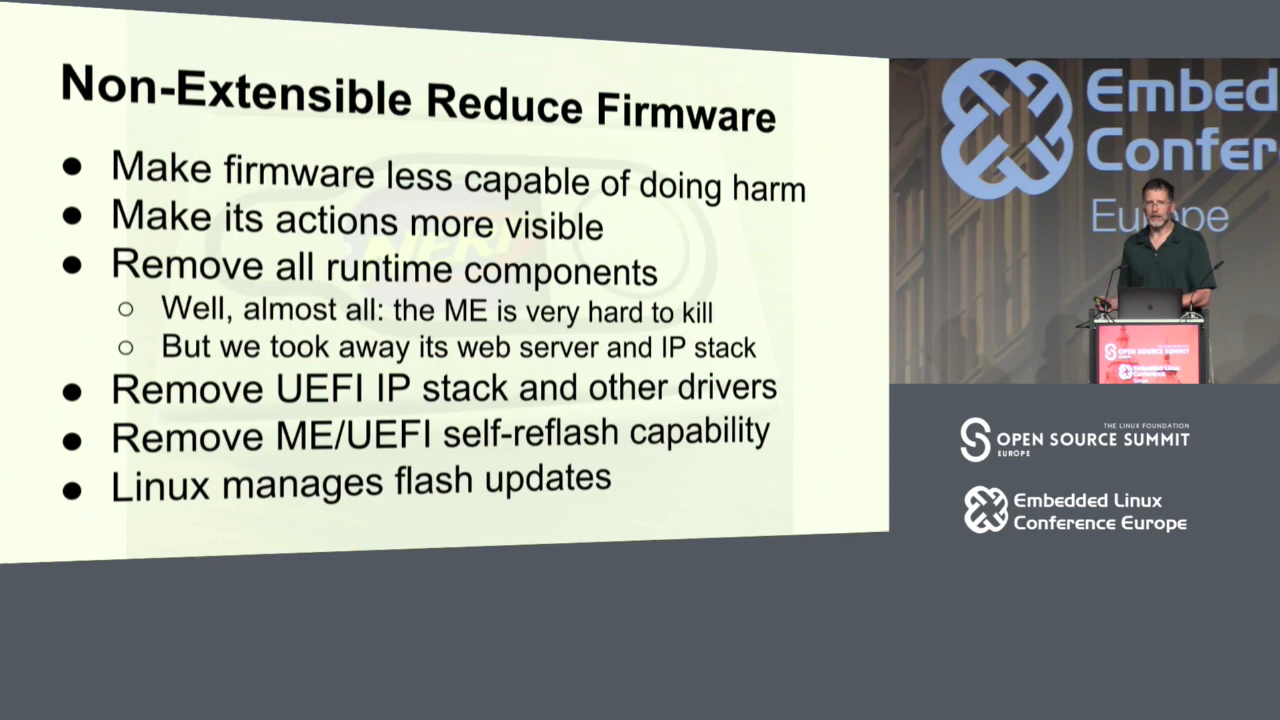 Non-Extensible Reduce Firmware
● Make firmware less capable of doing harm
● Make its actions more visible
● Remove all runtime components
○ Well, almost all: the ME is very hard to kill
○ But we took away its web server and IP stack
● Remove UEFI IP stack and other drivers
● Remove ME/UEFI self-reflash capability
● Linux manages flash updates
Embed
Confer
Europe
OPEN SOURCE SUMMIT
THE LINUX FOUNDATION
OPEN SOURCE SUMMIT
EUROPE
Embedded Linux
Conference Europe